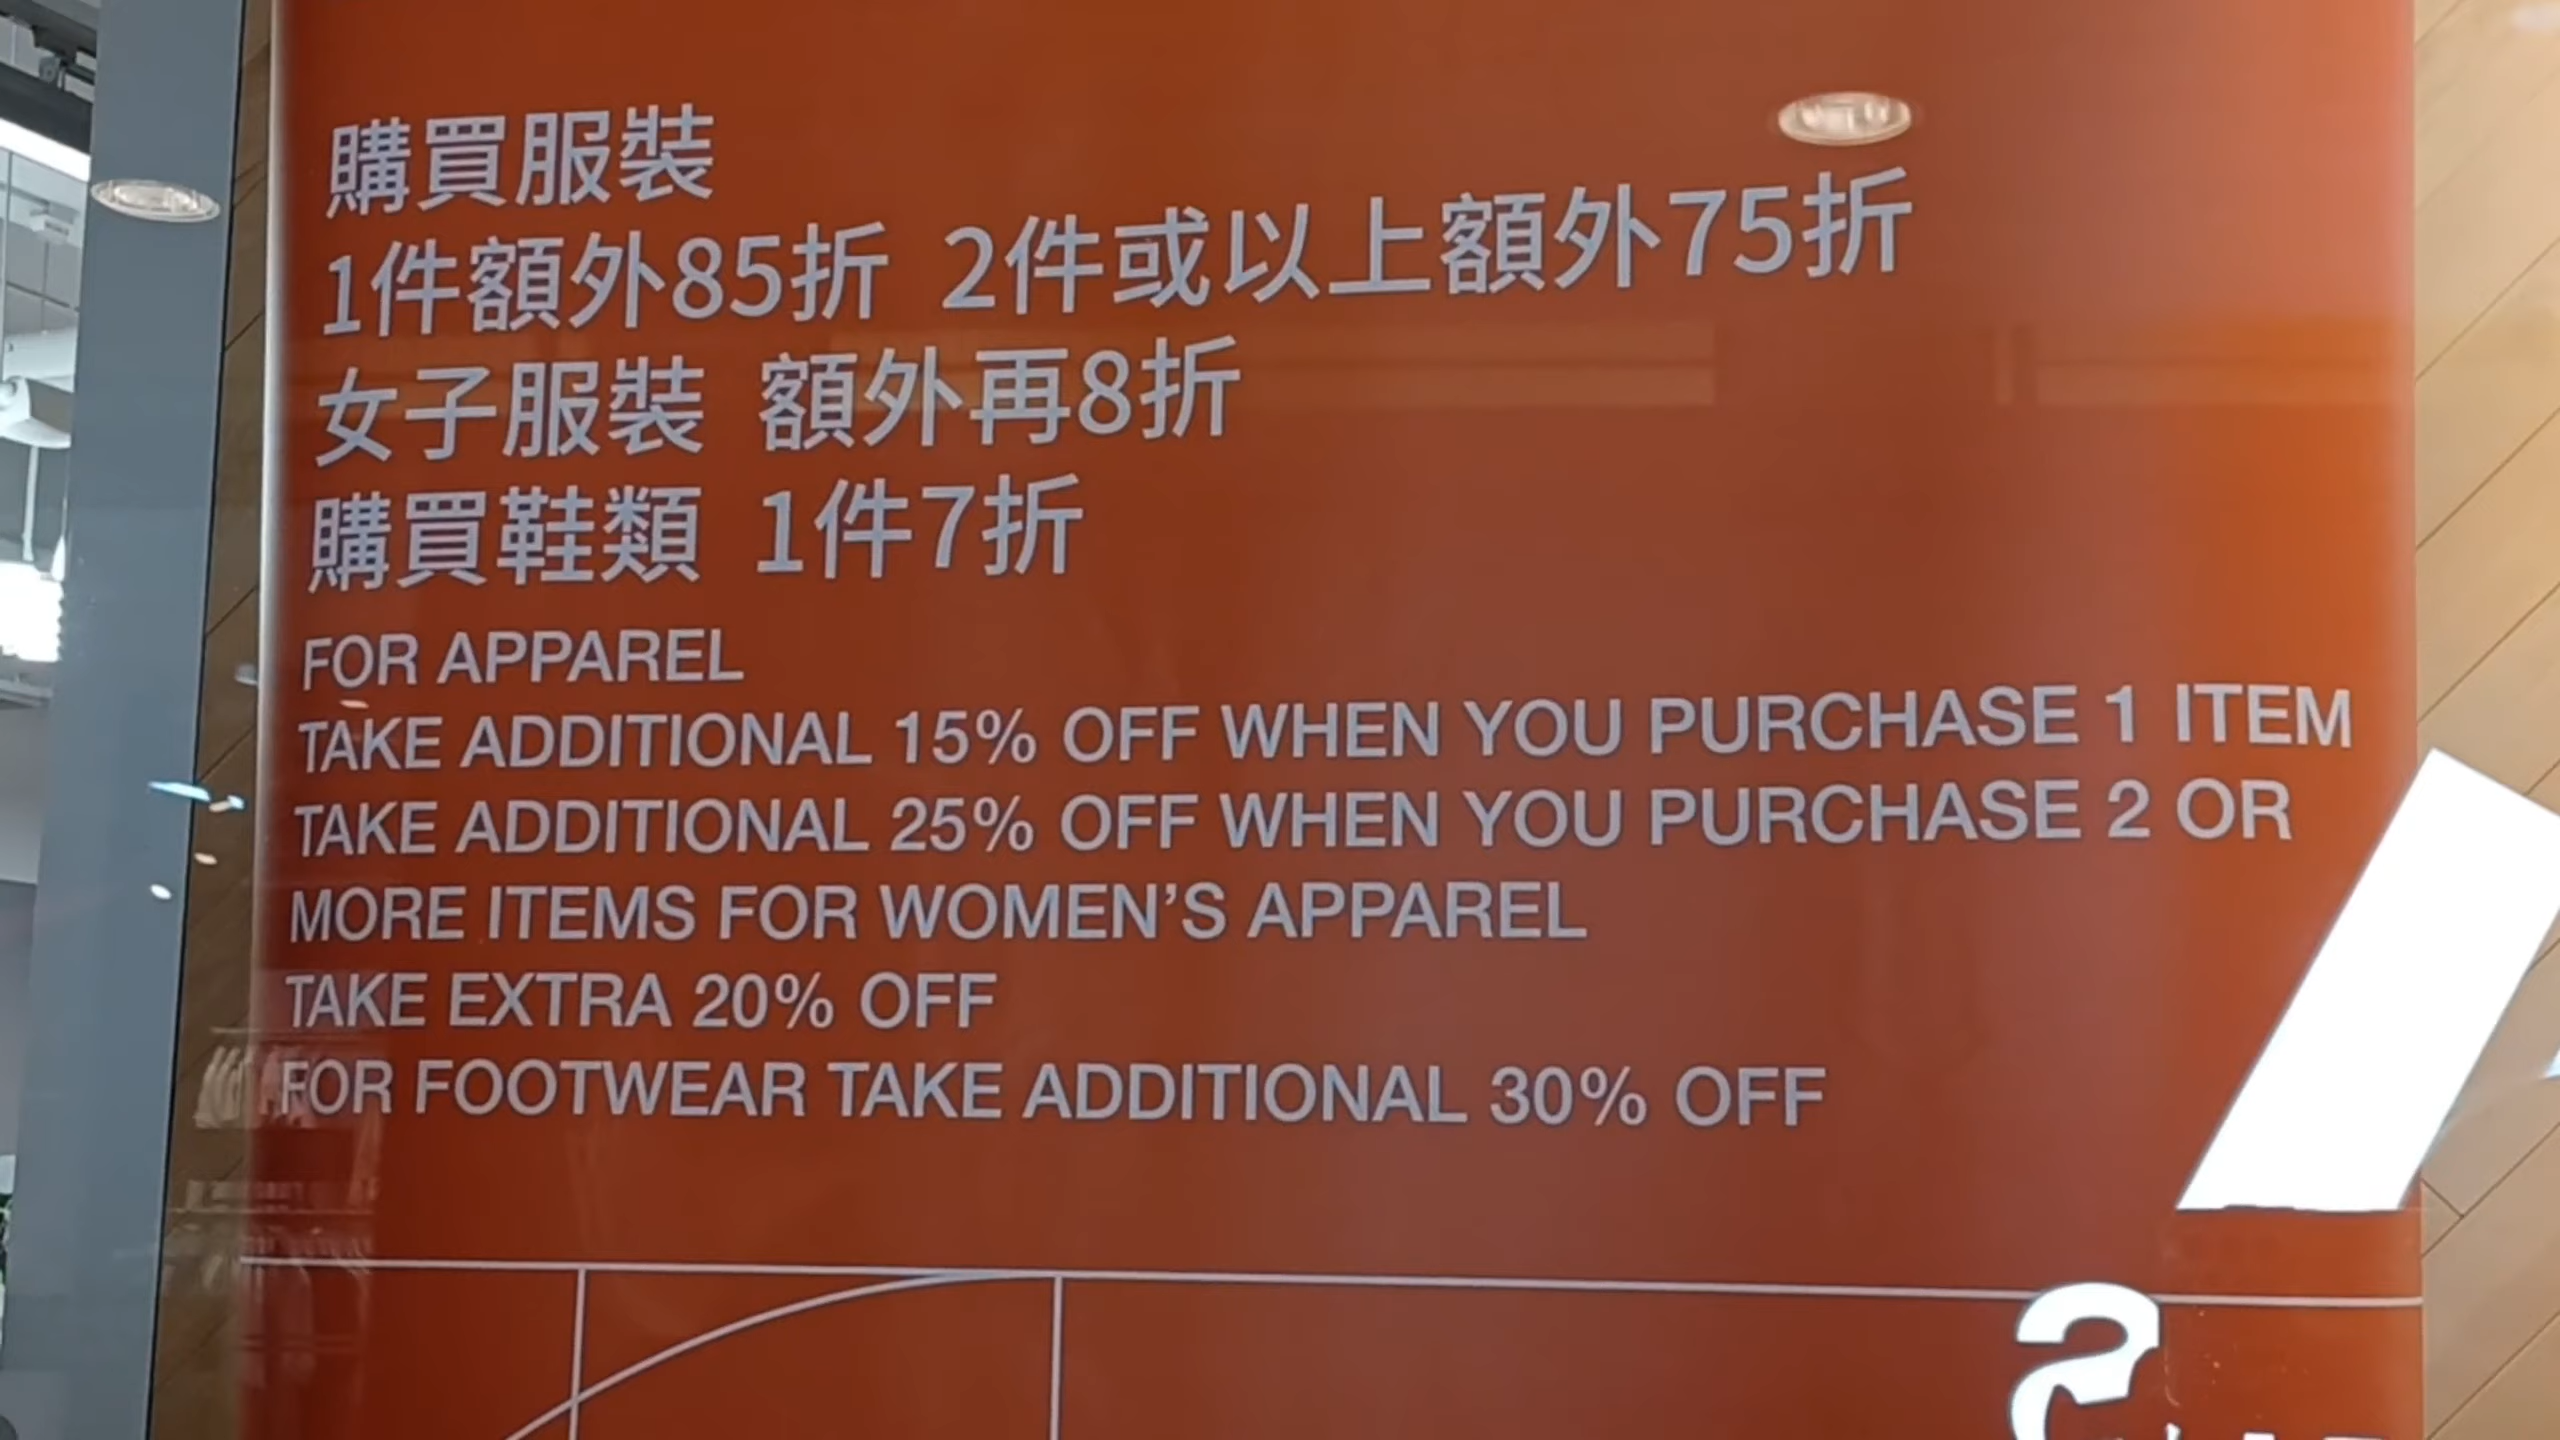 購買服裝
1件額外85折 2件或以上額外75折
女子服裝 額外再8折
購買鞋類 1件7折
FOR APPAREL
TAKE ADDITIONAL 15% OFF WHEN YOU PURCHASE 1 ITEM
TAKE ADDITIONAL 25% OFF WHEN YOU PURCHASE 2 OR
MORE ITEMS FOR WOMEN'S APPAREL
TAKE EXTRA 20% OFF
FOR FOOTWEAR TAKE ADDITIONAL 30% OFF